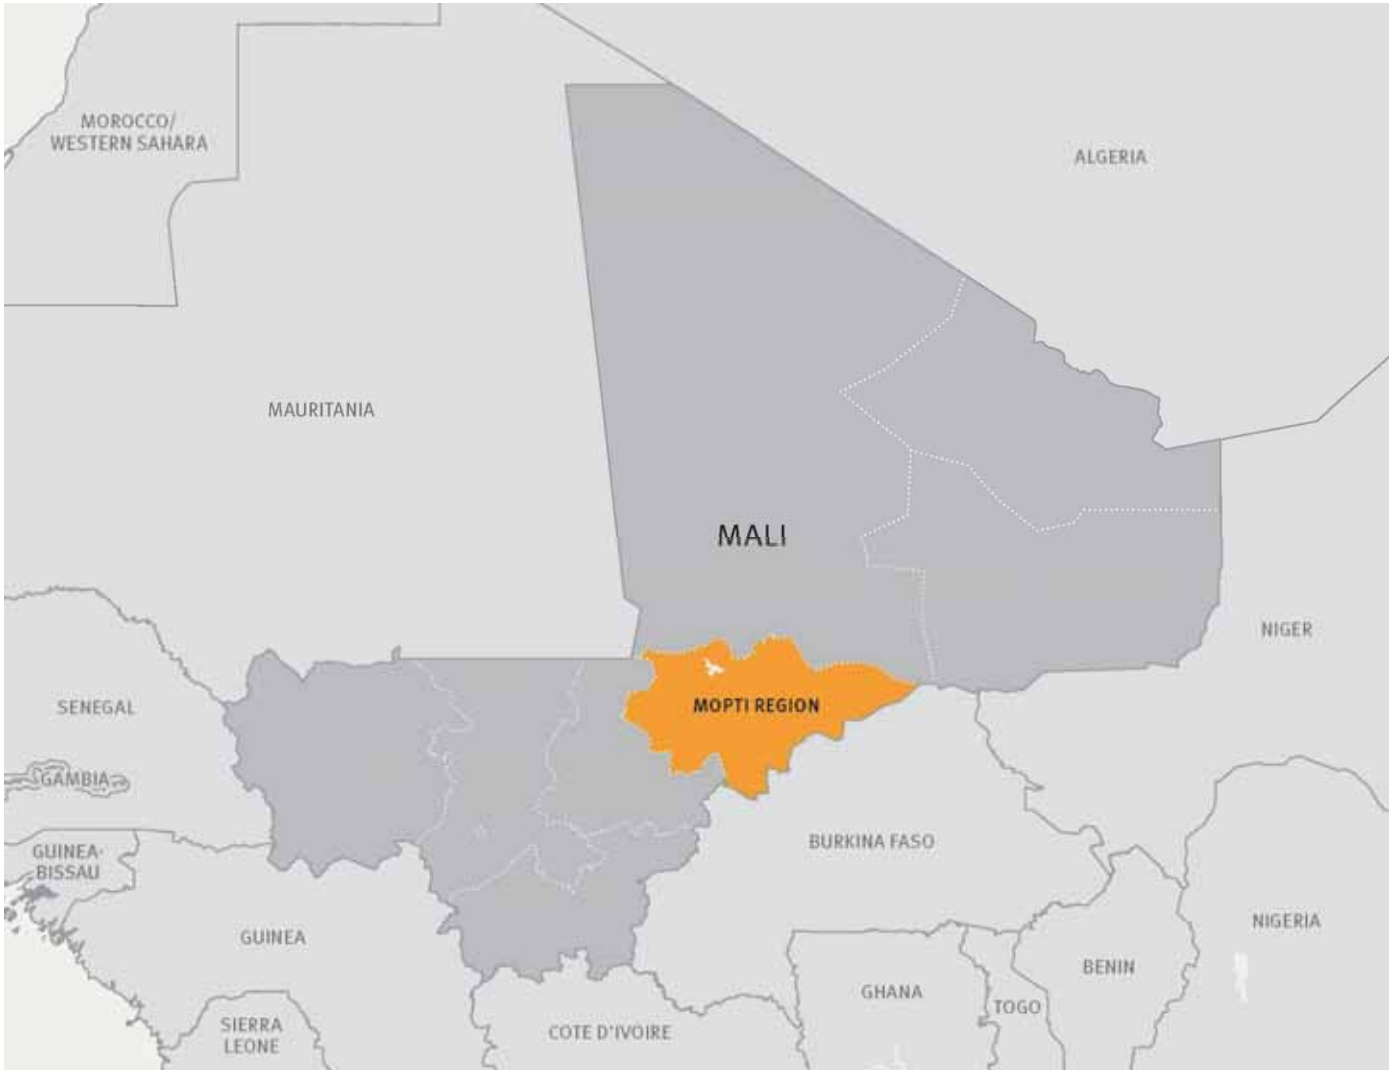 MOROCCO/
WESTERN SAHARA
ALGERIA
MAURITANIA
MALI
NIGER
SENEGAL
MOPTI REGION
GAMBIA
BURKINA FASO
GUINEA-
BISSAU
GUINEA
NIGERIA
BENIN
GHANA
TOGO
SIERRA
LEONE
COTE D'IVOIRE